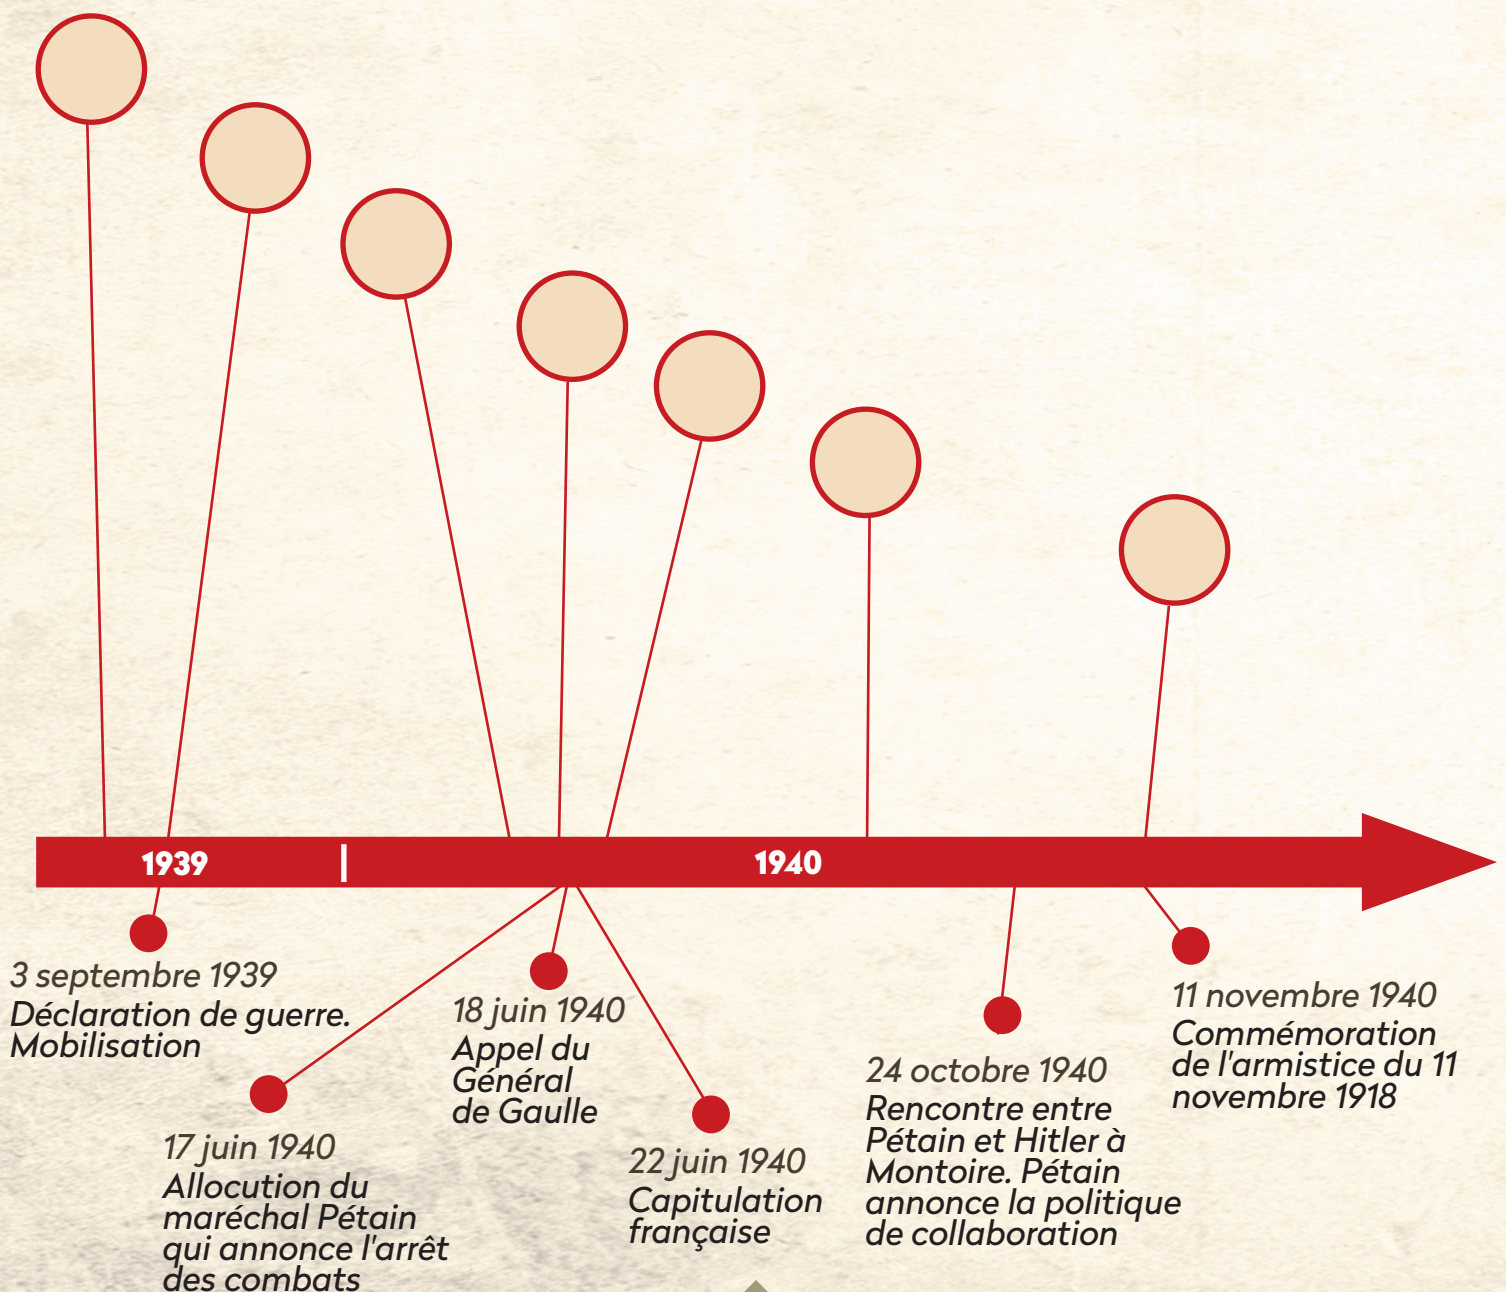 1939
1940
3 septembre 1939
Déclaration de guerre.
Mobilisation
17 juin 1940
Allocution du
maréchal Pétain
qui annonce l'arrêt
des combats
18 juin 1940
Appel du
Général
de Gaulle
22 juin 1940
Capitulation
française
24 octobre 1940
Rencontre entre
Pétain et Hitler à
Montoire. Pétain
annonce la politique
de collaboration
11 novembre 1940
Commémoration
de l'armistice du 11
novembre 1918